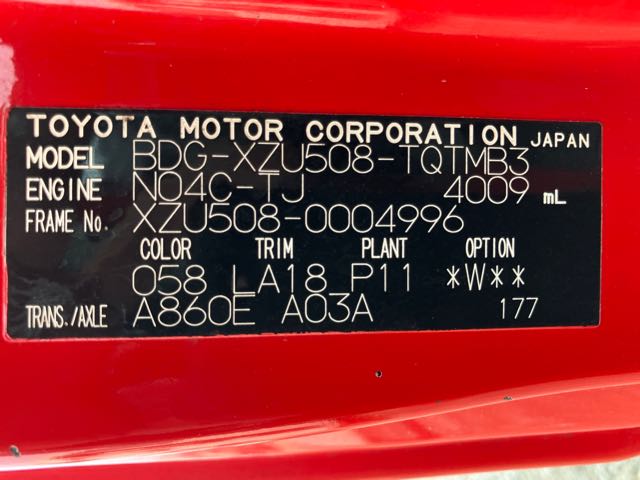 TOYOTA MOTOR CORPORATION JAPAN
MODEL BDG-XZU508-TQTMB3
ENGINE N04C-TJ 4009 mL
FRAME No. XZU508-0004996
COLOR TRIM PLANT OPTION
058 LA18 P11 *W**
TRANS./AXLE A860E A03A 177